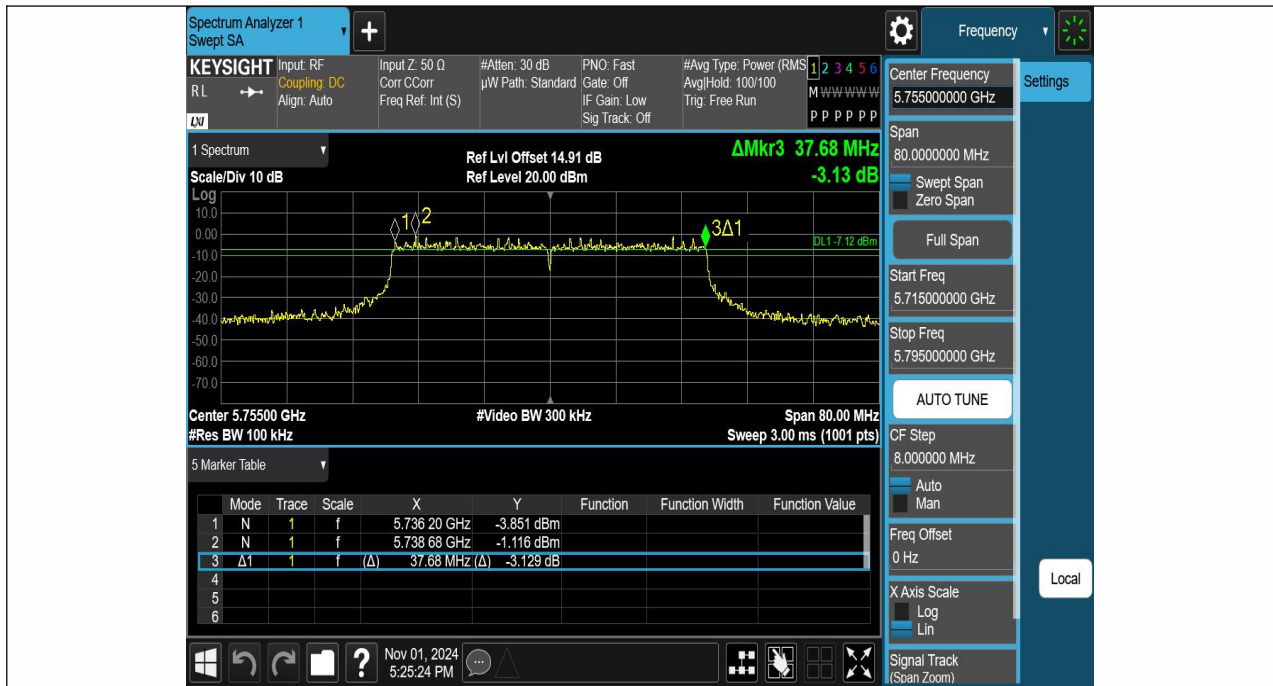 Spectrum Analyzer 1
Swept SA
+
Frequency
KEYSIGHT
RL
LXI
Input: RF
Coupling: DC
Align: Auto
Input Z: 50 Ω
Corr CCorr
Freq Ref: Int (S)
#Atten: 30 dB
µW Path: Standard
PNO: Fast
Gate: Off
IF Gain: Low
Sig Track: Off
#Avg Type: Power (RMS
Avg|Hold: 100/100
Trig: Free Run
1 2 3 4 5 6
M W W W W W
P P P P P P
1 Spectrum
Scale/Div 10 dB
Ref Lvl Offset 14.91 dB
Ref Level 20.00 dBm
ΔMkr3 37.68 MHz
-3.13 dB
Log
10.0
0.00
-10.0
-20.0
-30.0
-40.0
-50.0
-60.0
-70.0
1
2
3Δ1
DL1 -7.12 dBm
Center 5.75500 GHz
#Video BW 300 kHz
Span 80.00 MHz
#Res BW 100 kHz
Sweep 3.00 ms (1001 pts)
5 Marker Table
Mode Trace Scale X Y Function Function Width Function Value
1 N 1 f 5.736 20 GHz -3.851 dBm
2 N 1 f 5.738 68 GHz -1.116 dBm
3 Δ1 1 f (Δ) 37.68 MHz (Δ) -3.129 dB
4
5
6
?
Nov 01, 2024
5:25:24 PM
Center Frequency
5.755000000 GHz
Settings
Span
80.0000000 MHz
Swept Span
Zero Span
Full Span
Start Freq
5.715000000 GHz
Stop Freq
5.795000000 GHz
AUTO TUNE
CF Step
8.000000 MHz
Auto
Man
Freq Offset
0 Hz
X Axis Scale
Log
Lin
Signal Track
(Span Zoom)
Local